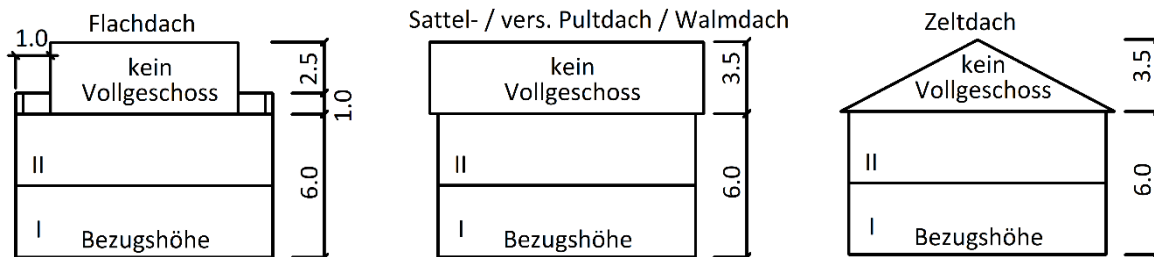 Flachdach
1.0
kein
Vollgeschoss
2.5
1.0
II
6.0
I
Bezugshöhe
Sattel- / vers. Pultdach / Walmdach
kein
Vollgeschoss
3.5
II
6.0
I
Bezugshöhe
Zeltdach
kein
Vollgeschoss
3.5
II
6.0
I
Bezugshöhe